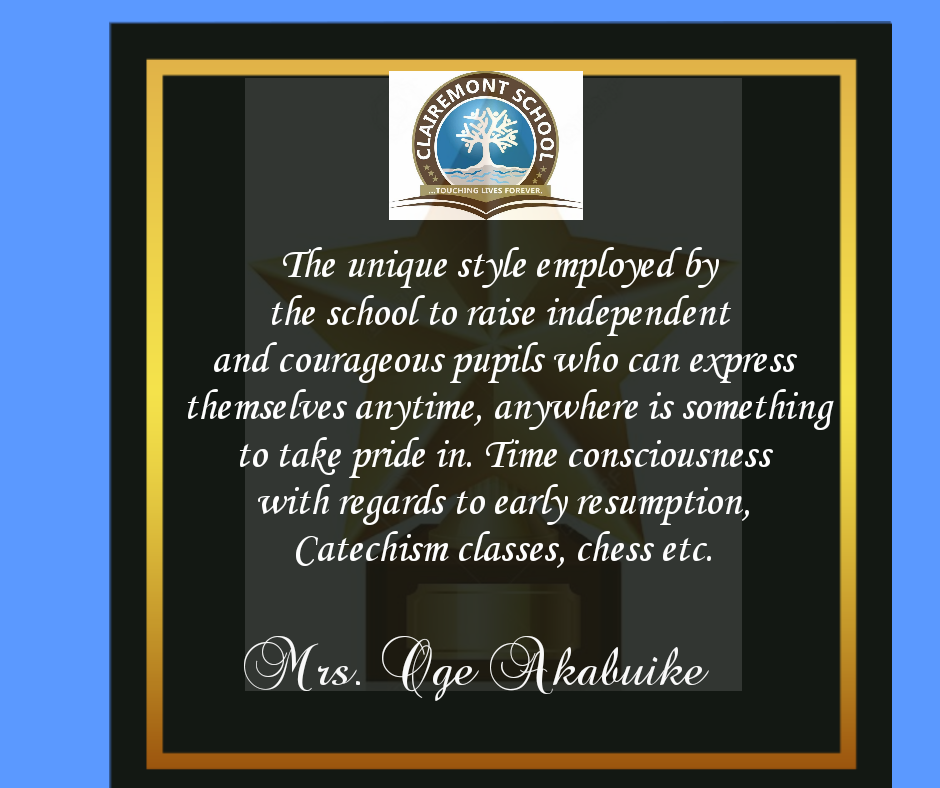 CLAIREMONT SCHOOL
...TOUCHING LIVES FOREVER.
The unique style employed by
the school to raise independent
and courageous pupils who can express
themselves anytime, anywhere is something
to take pride in. Time consciousness
with regards to early resumption,
Catechism classes, chess etc.
Mrs. Oge Akabuike